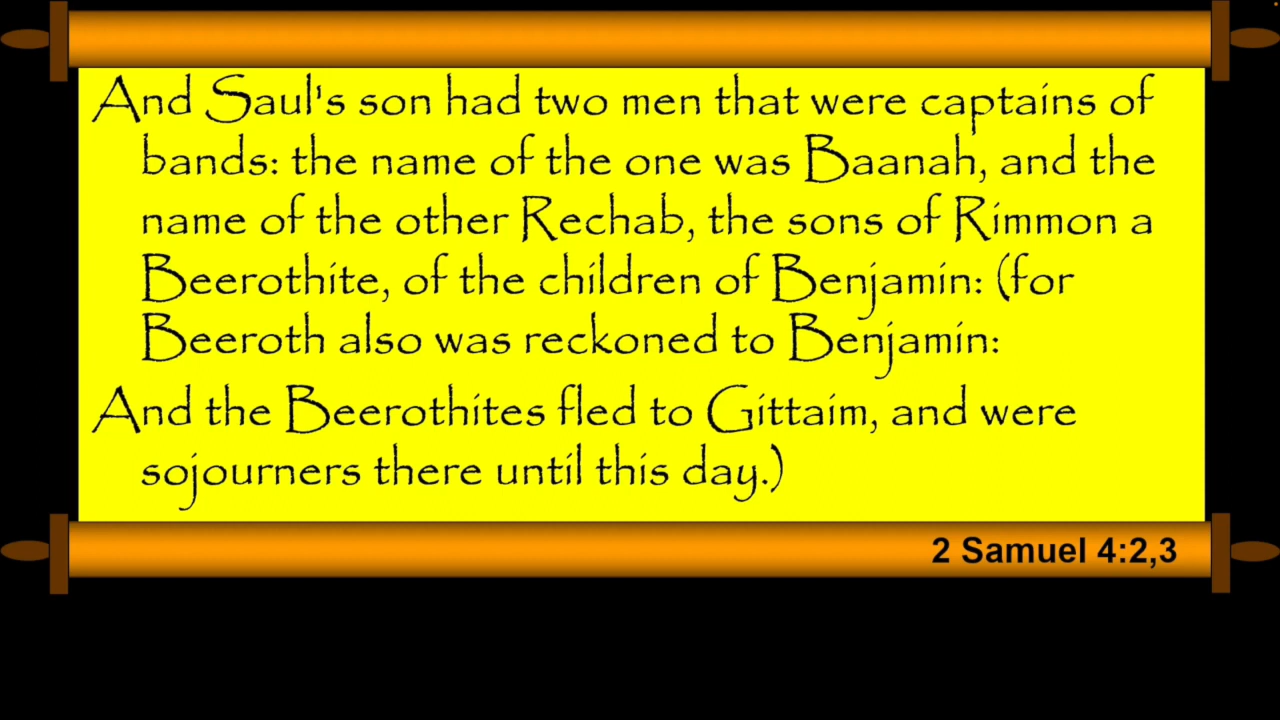 And Saul's son had two men that were captains of
bands: the name of the one was Baanah, and the
name of the other Rechab, the sons of Rimmon a
Beerothite, of the children of Benjamin: (for
Beeroth also was reckoned to Benjamin:
And the Beerothites fled to Gittaim, and were
sojourners there until this day.)
2 Samuel 4:2,3